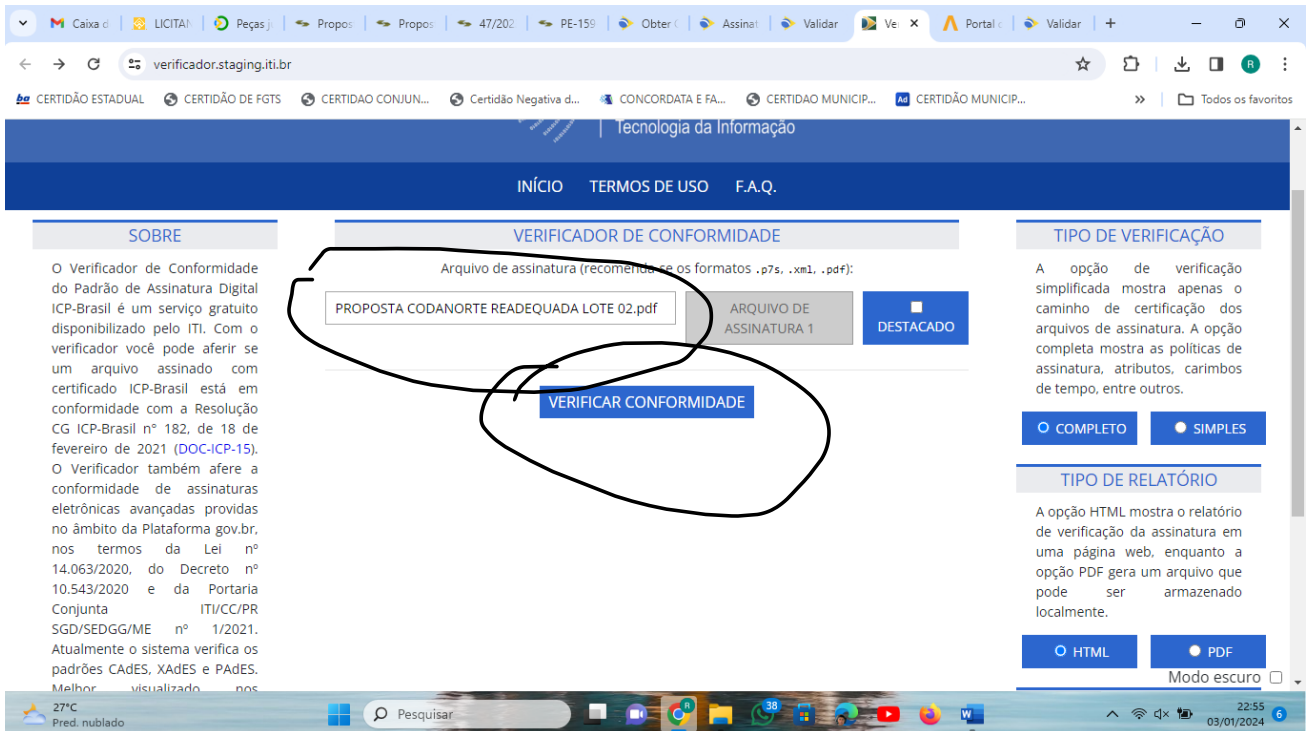 Caixa d
LICITAN
Peças ju
Propos
Propos
47/202
PE-159
Obter (
Assinat
Validar
Ver
Portal d
Validar
verificador.staging.iti.br
R
CERTIDÃO ESTADUAL
CERTIDÃO DE FGTS
CERTIDAO CONJUN...
Certidão Negativa d...
CONCORDATA E FA...
CERTIDAO MUNICIP...
Ad CERTIDÃO MUNICIP...
Todos os favoritos
Tecnologia da Informação
INÍCIO TERMOS DE USO F.A.Q.
SOBRE
O Verificador de Conformidade
do Padrão de Assinatura Digital
ICP-Brasil é um serviço gratuito
disponibilizado pelo ITI. Com o
verificador você pode aferir se
um arquivo assinado com
certificado ICP-Brasil está em
conformidade com a Resolução
CG ICP-Brasil nº 182, de 18 de
fevereiro de 2021 (DOC-ICP-15).
O Verificador também afere a
conformidade de assinaturas
eletrônicas avançadas providas
no âmbito da Plataforma gov.br,
nos termos da Lei nº
14.063/2020, do Decreto nº
10.543/2020 e da Portaria
Conjunta ITI/CC/PR
SGD/SEDGG/ME nº 1/2021.
Atualmente o sistema verifica os
padrões CAdES, XAdES e PAdES.
Melhor visualizado nos
VERIFICADOR DE CONFORMIDADE
Arquivo de assinatura (recomenda-se os formatos .p7s, .xml, .pdf):
PROPOSTA CODANORTE READEQUADA LOTE 02.pdf
ARQUIVO DE
ASSINATURA 1
DESTACADO
VERIFICAR CONFORMIDADE
TIPO DE VERIFICAÇÃO
A opção de verificação
simplificada mostra apenas o
caminho de certificação dos
arquivos de assinatura. A opção
completa mostra as políticas de
assinatura, atributos, carimbos
de tempo, entre outros.
COMPLETO
SIMPLES
TIPO DE RELATÓRIO
A opção HTML mostra o relatório
de verificação da assinatura em
uma página web, enquanto a
opção PDF gera um arquivo que
pode ser armazenado
localmente.
HTML
PDF
Modo escuro
27°C
Pred. nublado
Pesquisar
38
22:55
03/01/2024
6